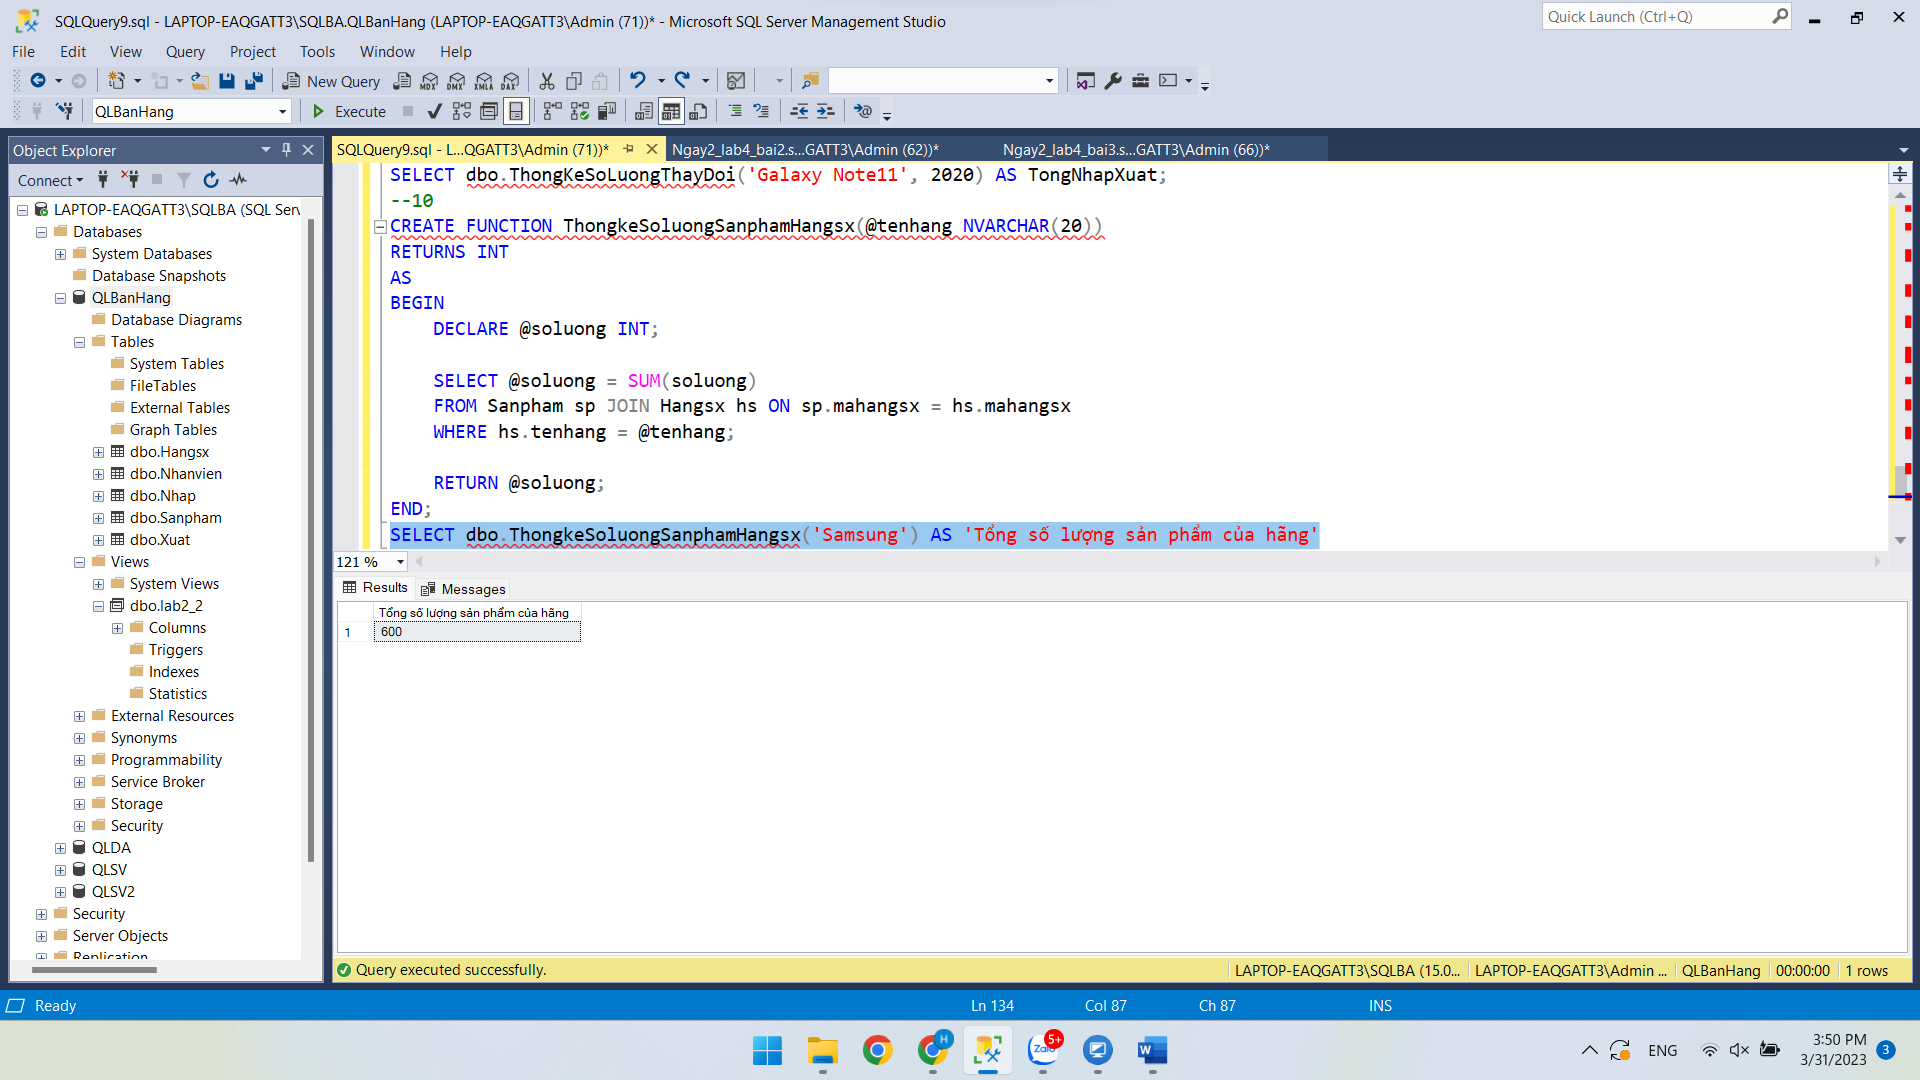 SQLQuery9.sql - LAPTOP-EAQGATT3\SQLBA.QLBanHang (LAPTOP-EAQGATT3\Admin (71))* - Microsoft SQL Server Management Studio
Quick Launch (Ctrl+Q)
File Edit View Query Project Tools Window Help
New Query MDX DMX XMLA DAX
QLBanHang Execute
Object Explorer
SQLQuery9.sql - L...QGATT3\Admin (71))* Ngay2_lab4_bai2.s...GATT3\Admin (62))* Ngay2_lab4_bai3.s...GATT3\Admin (66))*
Connect
LAPTOP-EAQGATT3\SQLBA (SQL Serv
Databases
System Databases
Database Snapshots
QLBanHang
Database Diagrams
Tables
System Tables
FileTables
External Tables
Graph Tables
dbo.Hangsx
dbo.Nhanvien
dbo.Nhap
dbo.Sanpham
dbo.Xuat
Views
System Views
dbo.lab2_2
Columns
Triggers
Indexes
Statistics
External Resources
Synonyms
Programmability
Service Broker
Storage
Security
QLDA
QLSV
QLSV2
Security
Server Objects
Replication
SELECT dbo.ThongKeSoLuongThayDoi('Galaxy Note11', 2020) AS TongNhapXuat;
--10
CREATE FUNCTION ThongkeSoluongSanphamHangsx(@tenhang NVARCHAR(20))
RETURNS INT
AS
BEGIN
DECLARE @soluong INT;
SELECT @soluong = SUM(soluong)
FROM Sanpham sp JOIN Hangsx hs ON sp.mahangsx = hs.mahangsx
WHERE hs.tenhang = @tenhang;
RETURN @soluong;
END;
SELECT dbo.ThongkeSoluongSanphamHangsx('Samsung') AS 'Tổng số lượng sản phẩm của hãng'
121 %
Results Messages
Tổng số lượng sản phẩm của hãng
1 600
Query executed successfully. LAPTOP-EAQGATT3\SQLBA (15.0... LAPTOP-EAQGATT3\Admin ... QLBanHang 00:00:00 1 rows
Ready Ln 134 Col 87 Ch 87 INS
H Zalo 5+ W
ENG
3:50 PM
3/31/2023
3